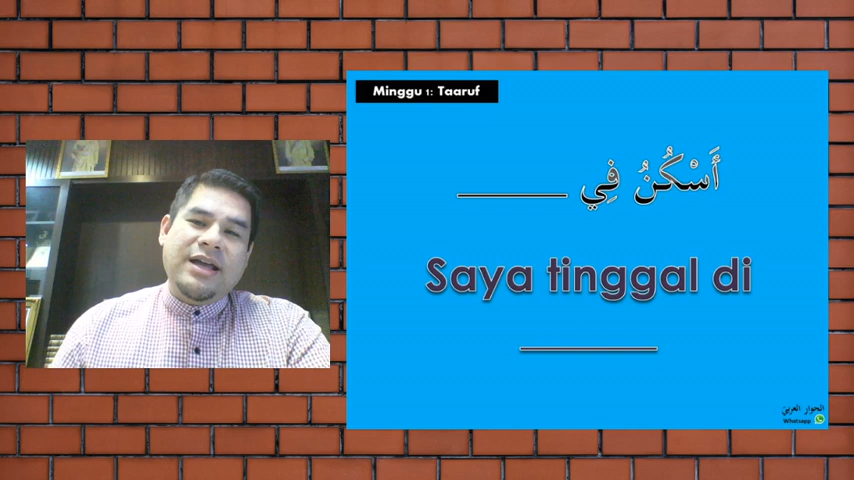 Minggu 1: Taaruf
أَسْكُنُ فِي ______
Saya tinggal di
______
الحوار العربي
Whatsapp